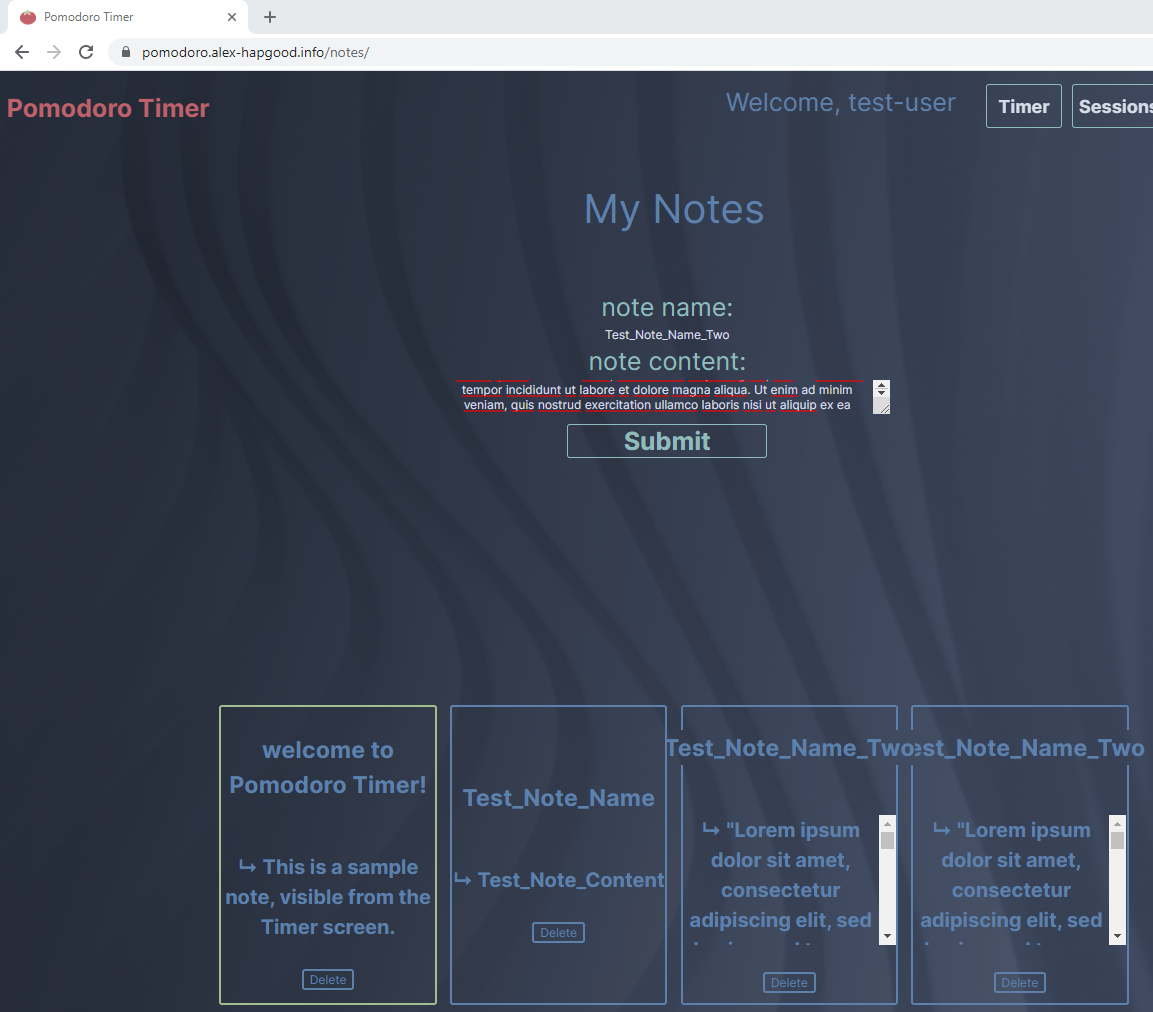 Pomodoro Timer
pomodoro.alex-hapgood.info/notes/
Pomodoro Timer
Welcome, test-user
Timer
Sessions
My Notes
note name:
Test_Note_Name_Two
note content:
tempor incididunt ut labore et dolore magna aliqua. Ut enim ad minim
veniam, quis nostrud exercitation ullamco laboris nisi ut aliquip ex ea
Submit
welcome to
Pomodoro Timer!
↪ This is a sample
note, visible from the
Timer screen.
Delete
Test_Note_Name
↪ Test_Note_Content
Delete
Test_Note_Name_Two
↪ "Lorem ipsum
dolor sit amet,
consectetur
adipiscing elit, sed
Delete
est_Note_Name_Two
↪ "Lorem ipsum
dolor sit amet,
consectetur
adipiscing elit, sed
Delete